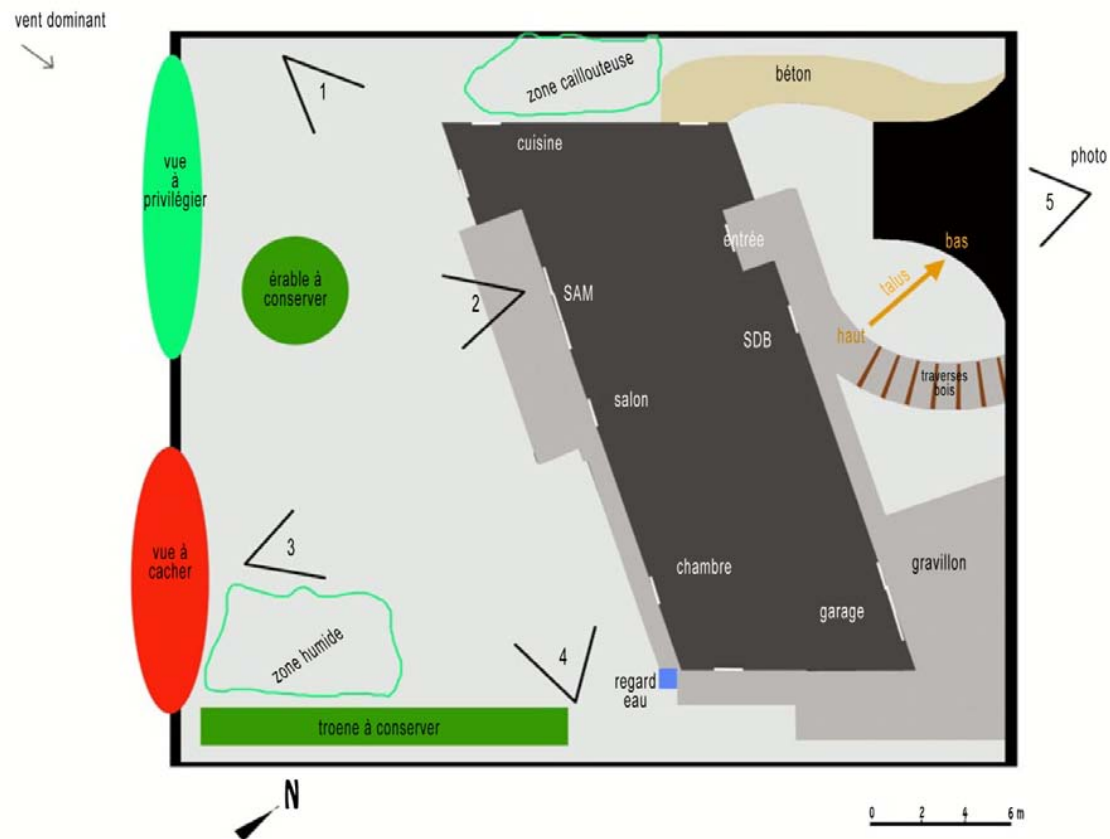 vent dominant
1
zone caillouteuse
béton
cuisine
photo
5
vue
à
privilégier
érable à
conserver
2
entrée
bas
talus
haut
SAM
SDB
traverses
bois
salon
3
vue à
cacher
chambre
gravillon
garage
zone humide
4
regard
eau
troene à conserver
N
0 2 4 6 m